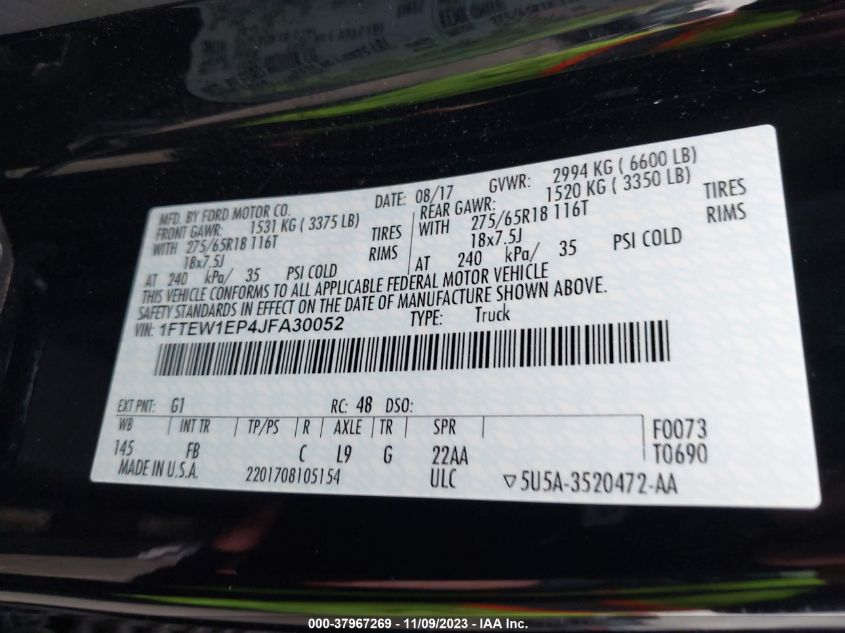 MFD. BY FORD MOTOR CO. DATE: 08/17 GVWR: 2994 KG ( 6600 LB)
FRONT GAWR: 1531 KG ( 3375 LB) REAR GAWR: 1520 KG ( 3350 LB)
WITH 275/65R18 116T TIRES WITH 275/65R18 116T TIRES
18x7.5J RIMS 18x7.5J RIMS
AT 240 kPa/ 35 PSI COLD AT 240 kPa/ 35 PSI COLD
THIS VEHICLE CONFORMS TO ALL APPLICABLE FEDERAL MOTOR VEHICLE
SAFETY STANDARDS IN EFFECT ON THE DATE OF MANUFACTURE SHOWN ABOVE.
VIN: 1FTEW1EP4JFA30052 TYPE: Truck
EXT PNT: G1 RC: 48 DSO:
WB INT TR TP/PS R AXLE TR SPR F0073
145 FB C L9 G 22AA T0690
MADE IN U.S.A. 2201708105154 ULC ▽5U5A-3520472-AA
000-37967269 - 11/09/2023 - IAA Inc.